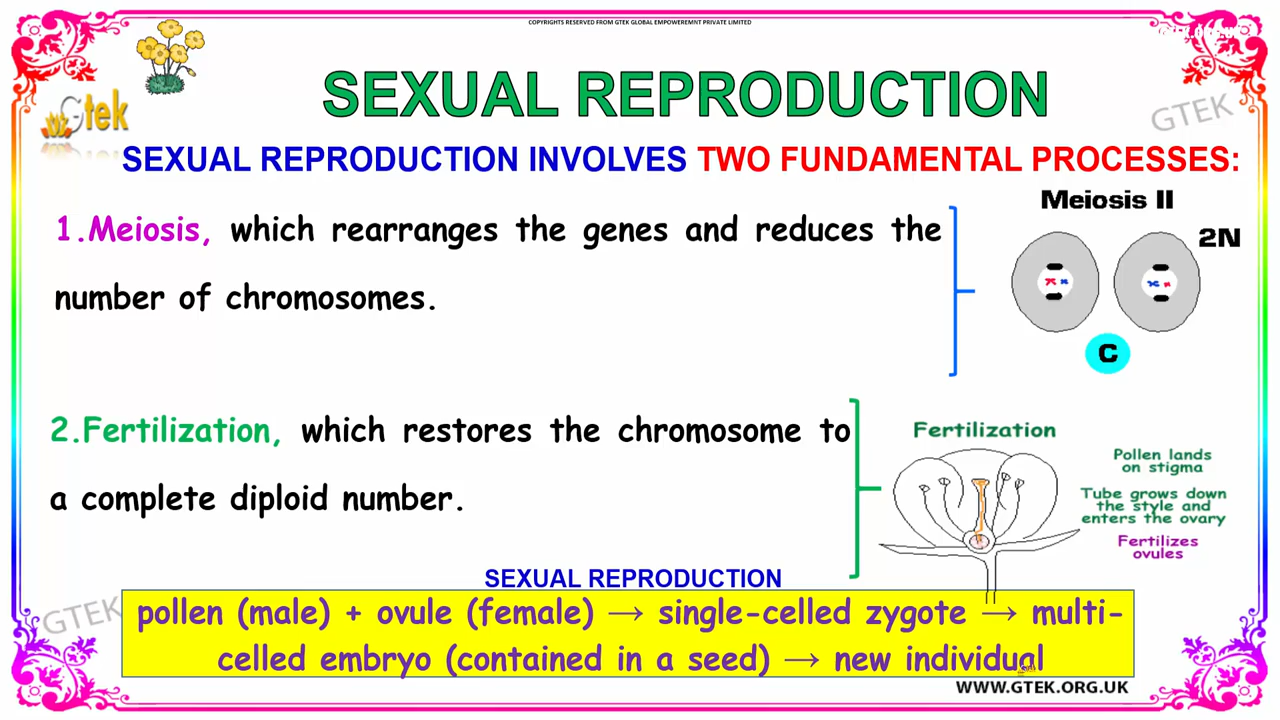 COPYRIGHTS RESERVED FROM GTEK GLOBAL EMPOWEREMNT PRIVATE LIMITED
Gtek
GTEK
SEXUAL REPRODUCTION
SEXUAL REPRODUCTION INVOLVES TWO FUNDAMENTAL PROCESSES:
1.Meiosis, which rearranges the genes and reduces the
number of chromosomes.
Meiosis II
2N
C
2.Fertilization, which restores the chromosome to
a complete diploid number.
Fertilization
Pollen lands
on stigma
Tube grows down
the style and
enters the ovary
Fertilizes
ovules
SEXUAL REPRODUCTION
GTEK
pollen (male) + ovule (female) → single-celled zygote → multi-
celled embryo (contained in a seed) → new individual
WWW.GTEK.ORG.UK